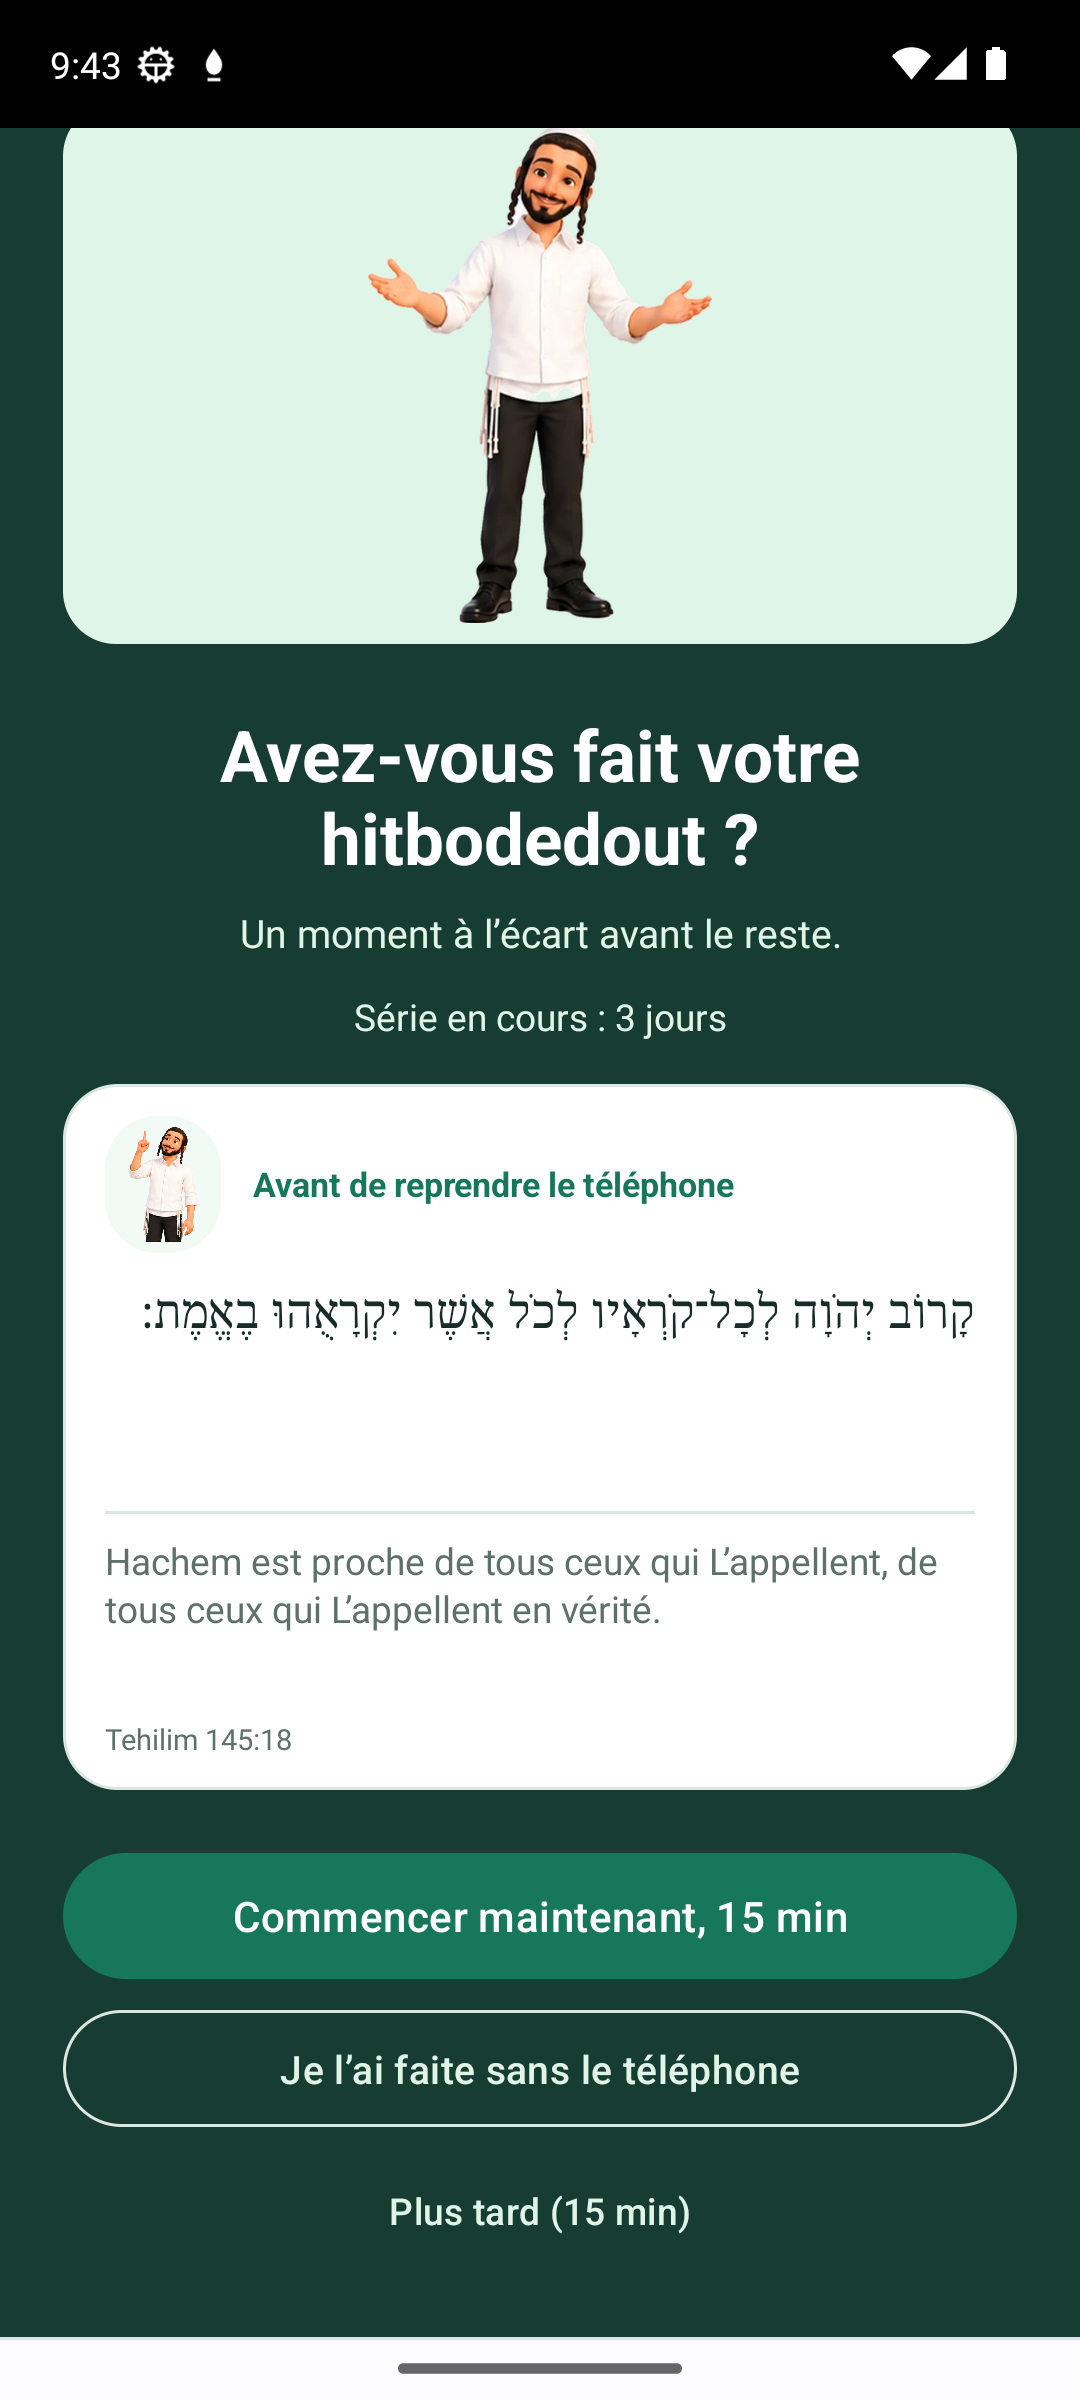 9:43
Avez-vous fait votre
hitbodedout ?
Un moment à l’écart avant le reste.
Série en cours : 3 jours
Avant de reprendre le téléphone
קָרוֹב יְהֹוָה לְכׇל־קֹרְאָיו לְכֹל אֲשֶׁר יִקְרָאֻהוּ בֶאֱמֶת׃
Hachem est proche de tous ceux qui L’appellent, de
tous ceux qui L’appellent en vérité.
Tehilim 145:18
Commencer maintenant, 15 min
Je l’ai faite sans le téléphone
Plus tard (15 min)